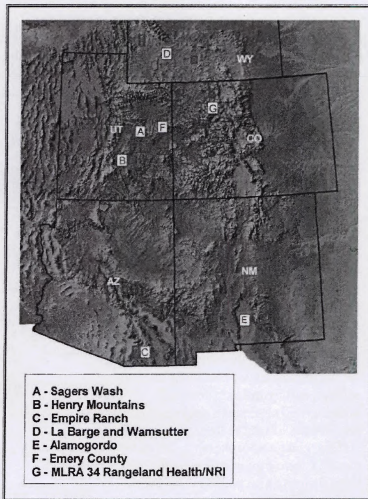 D
WY
G
UT
A
F
CO
B
NM
AZ
E
C
A - Sagers Wash
B - Henry Mountains
C - Empire Ranch
D - La Barge and Wamsutter
E - Alamogordo
F - Emery County
G - MLRA 34 Rangeland Health/NRI